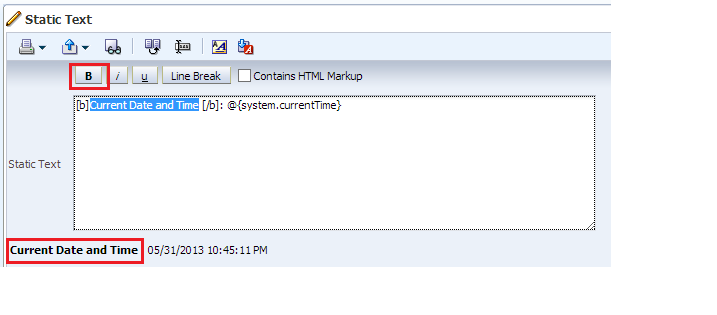 Static Text
B i u Line Break Contains HTML Markup
[b]Current Date and Time [/b]: @{system.currentTime}
Static Text
Current Date and Time 05/31/2013 10:45:11 PM